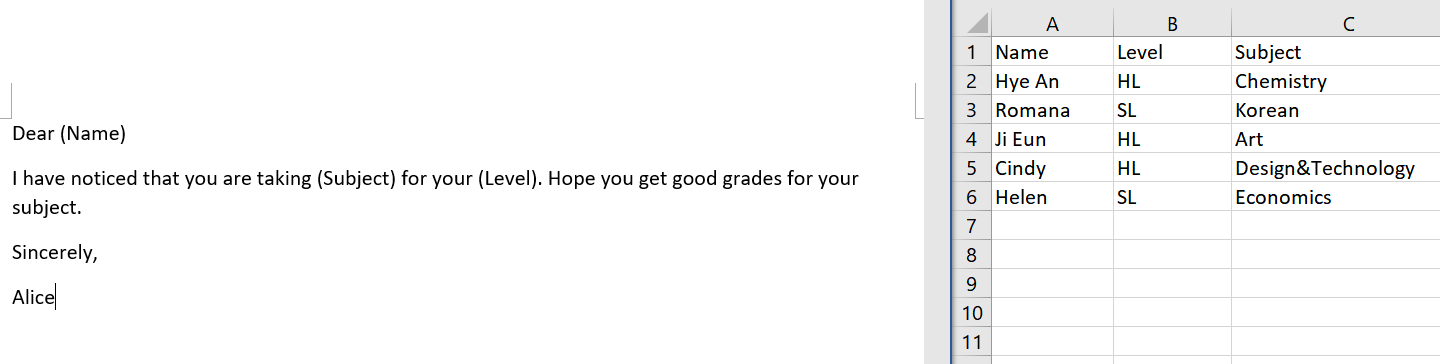 Dear (Name)
I have noticed that you are taking (Subject) for your (Level). Hope you get good grades for your
subject.
Sincerely,
Alice
A B C
1 Name Level Subject
2 Hye An HL Chemistry
3 Romana SL Korean
4 Ji Eun HL Art
5 Cindy HL Design&Technology
6 Helen SL Economics
7
8
9
10
11